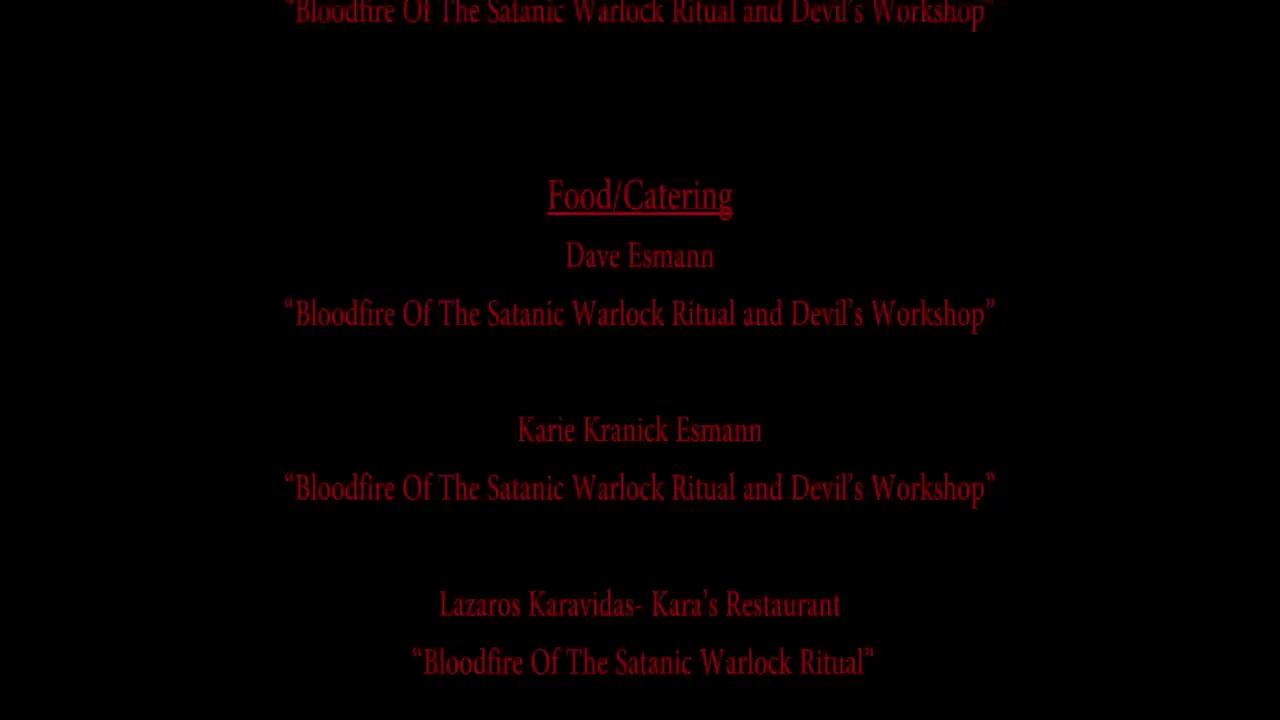 “Bloodfire Of The Satanic Warlock Ritual and Devil’s Workshop”
Food/Catering
Dave Esmann
“Bloodfire Of The Satanic Warlock Ritual and Devil’s Workshop”
Karie Kranick Esmann
“Bloodfire Of The Satanic Warlock Ritual and Devil’s Workshop”
Lazaros Karavidas- Kara’s Restaurant
“Bloodfire Of The Satanic Warlock Ritual”